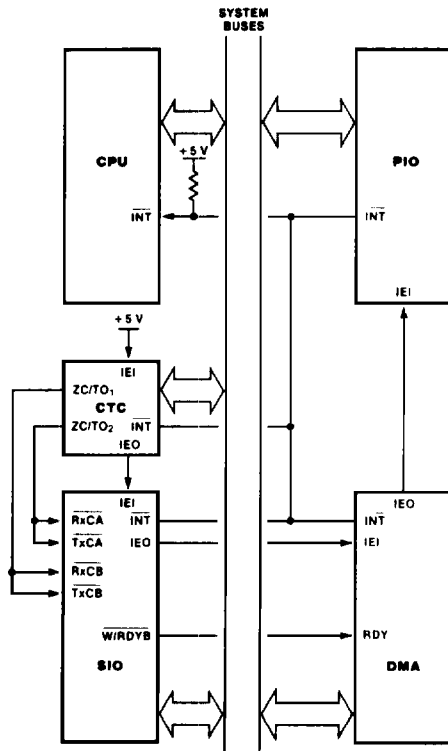 SYSTEM
BUSES
CPU
+5 V
INT
PIO
INT
IEI
+5 V
IEI
ZC/TO₁
CTC
ZC/TO₂
INT
IEO
IEI
RxCA
INT
TxCA
IEO
RxCB
TxCB
W/RDYB
SIO
IEO
INT
IEI
RDY
DMA